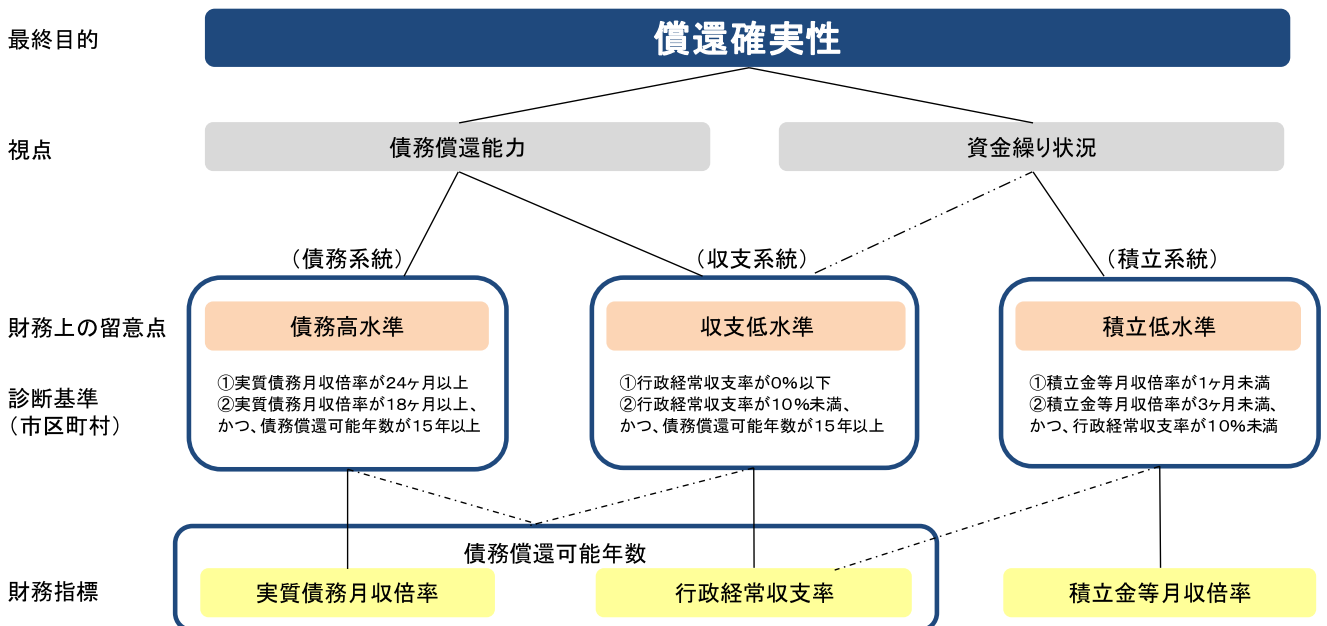 最終目的
償還確実性
視点
債務償還能力
資金繰り状況
（債務系統）
（収支系統）
（積立系統）
財務上の留意点
債務高水準
収支低水準
積立低水準
診断基準
（市区町村）
①実質債務月収倍率が24ヶ月以上
②実質債務月収倍率が18ヶ月以上、
かつ、債務償還可能年数が15年以上
①行政経常収支率が0%以下
②行政経常収支率が10%未満、
かつ、債務償還可能年数が15年以上
①積立金等月収倍率が1ヶ月未満
②積立金等月収倍率が3ヶ月未満、
かつ、行政経常収支率が10%未満
債務償還可能年数
財務指標
実質債務月収倍率
行政経常収支率
積立金等月収倍率